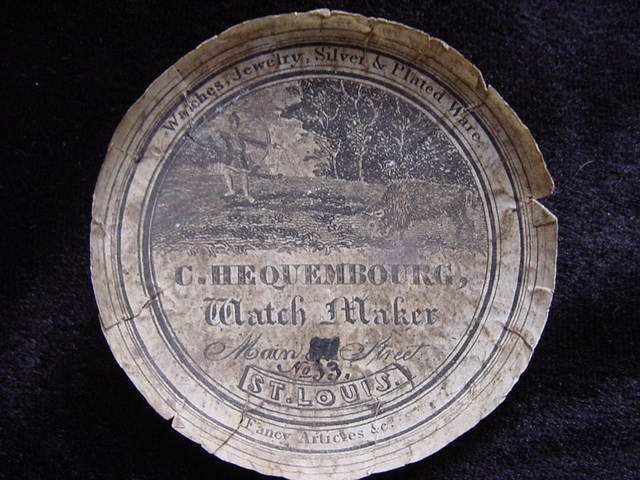 Watches, Jewelry, Silver & Plated Ware.
C. HEQUEMBOURG,
Watch Maker
Main Street
No 53.
ST. LOUIS.
Fancy Articles &c.